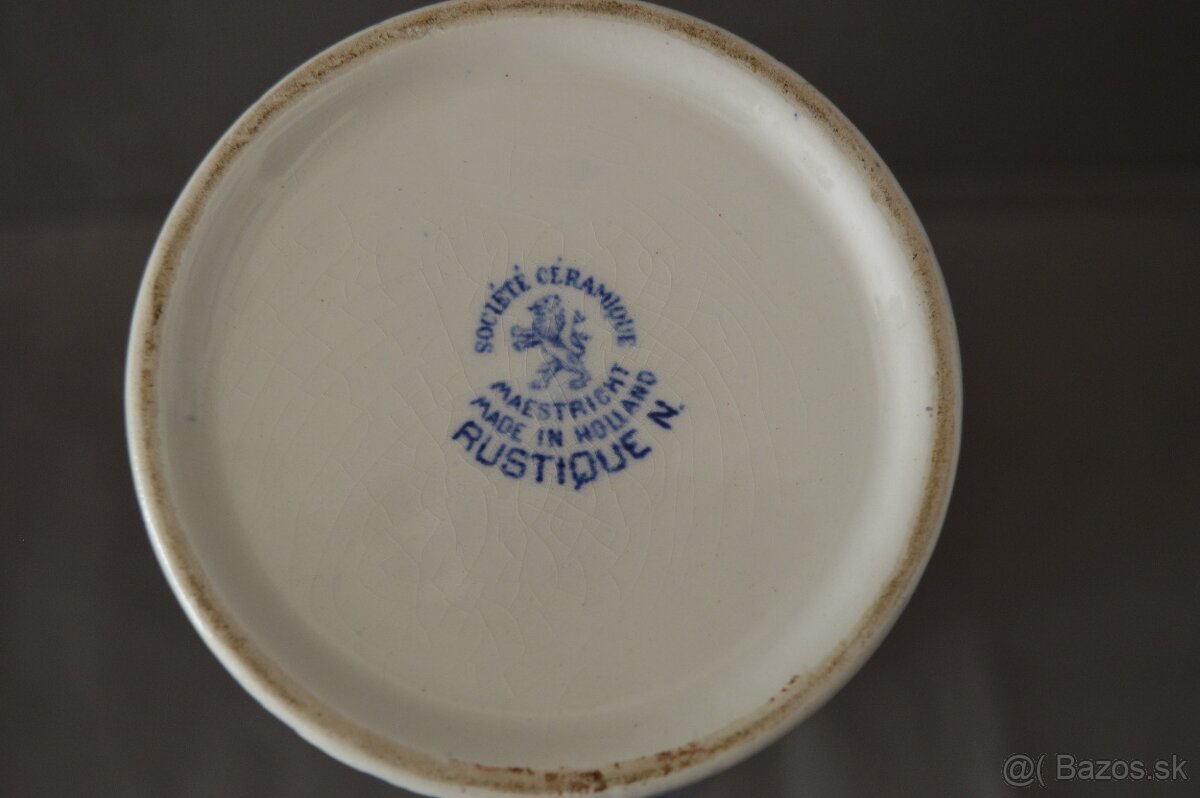 SOCIÉTÉ CÉRAMIQUE
MAESTRICHT
MADE IN HOLLAND
RUSTIQUE N.
@( Bazos.sk